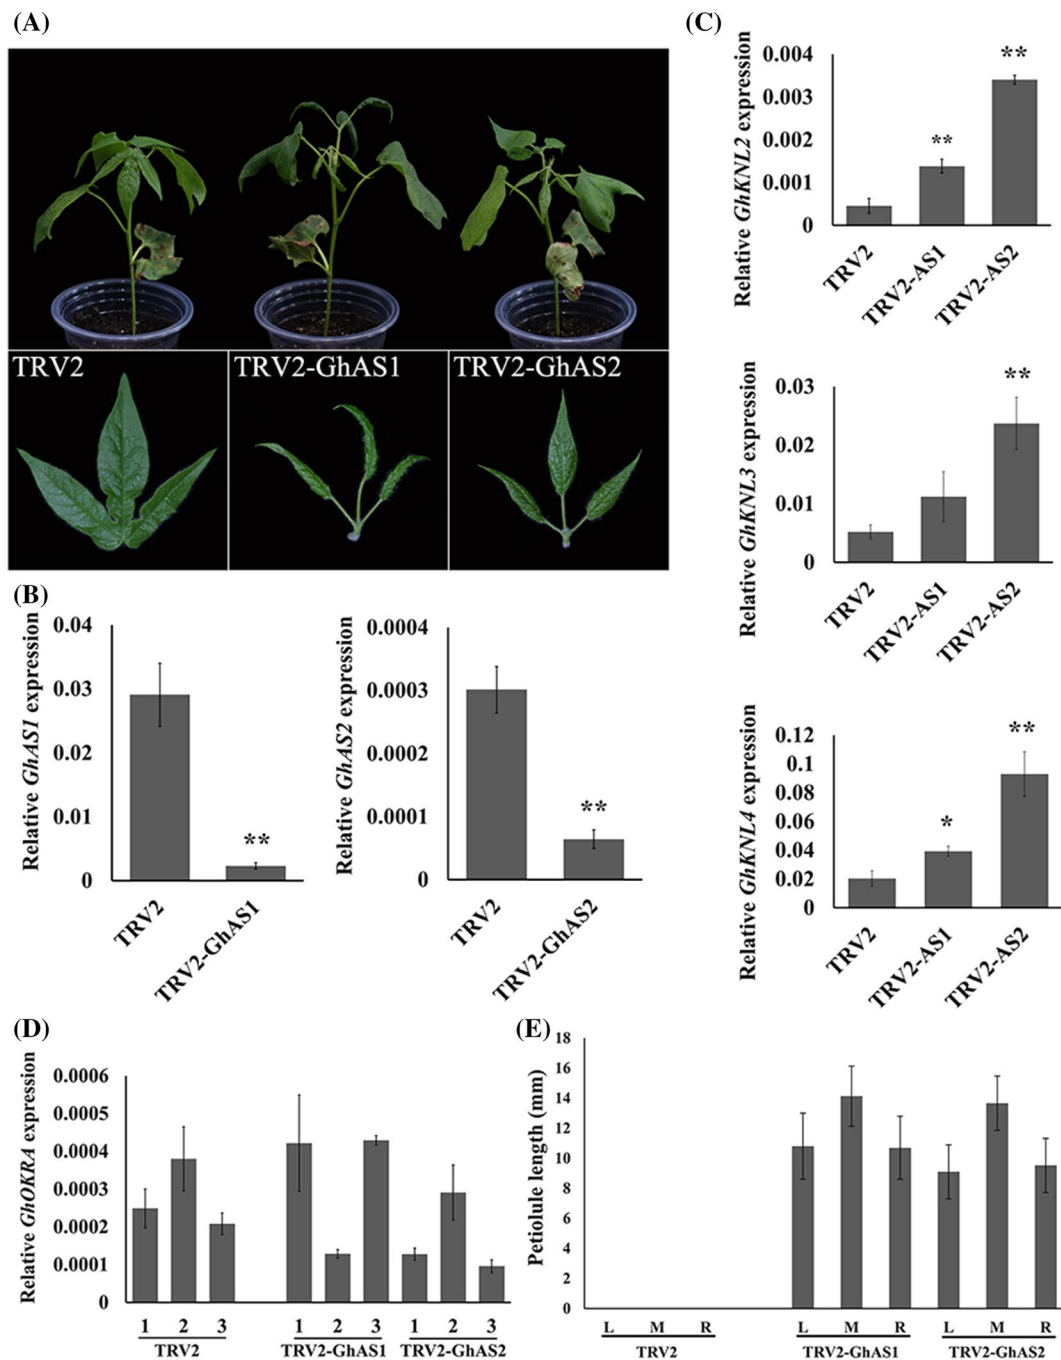 (A)
TRV2
TRV2-GhAS1
TRV2-GhAS2
(B)
Relative GhAS1 expression
0.04
0.03
0.02
0.01
0
**
TRV2
TRV2-GhAS1
Relative GhAS2 expression
0.0004
0.0003
0.0002
0.0001
0
**
TRV2
TRV2-GhAS2
(C)
Relative GhKNL2 expression
0.004
0.003
0.002
0.001
0
**
**
TRV2
TRV2-AS1
TRV2-AS2
Relative GhKNL3 expression
0.03
0.02
0.01
0
**
TRV2
TRV2-AS1
TRV2-AS2
Relative GhKNL4 expression
0.12
0.1
0.08
0.06
0.04
0.02
0
*
**
TRV2
TRV2-AS1
TRV2-AS2
(D)
Relative GhOKRA expression
0.0006
0.0005
0.0004
0.0003
0.0002
0.0001
0
1 2 3 1 2 3 1 2 3
TRV2 TRV2-GhAS1 TRV2-GhAS2
(E)
Petiolule length (mm)
18
16
14
12
10
8
6
4
2
0
L M R L M R L M R
TRV2 TRV2-GhAS1 TRV2-GhAS2